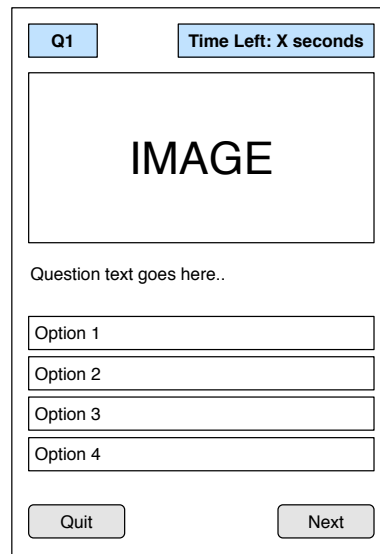 Q1 Time Left: X seconds
IMAGE
Question text goes here..
Option 1
Option 2
Option 3
Option 4
Quit Next